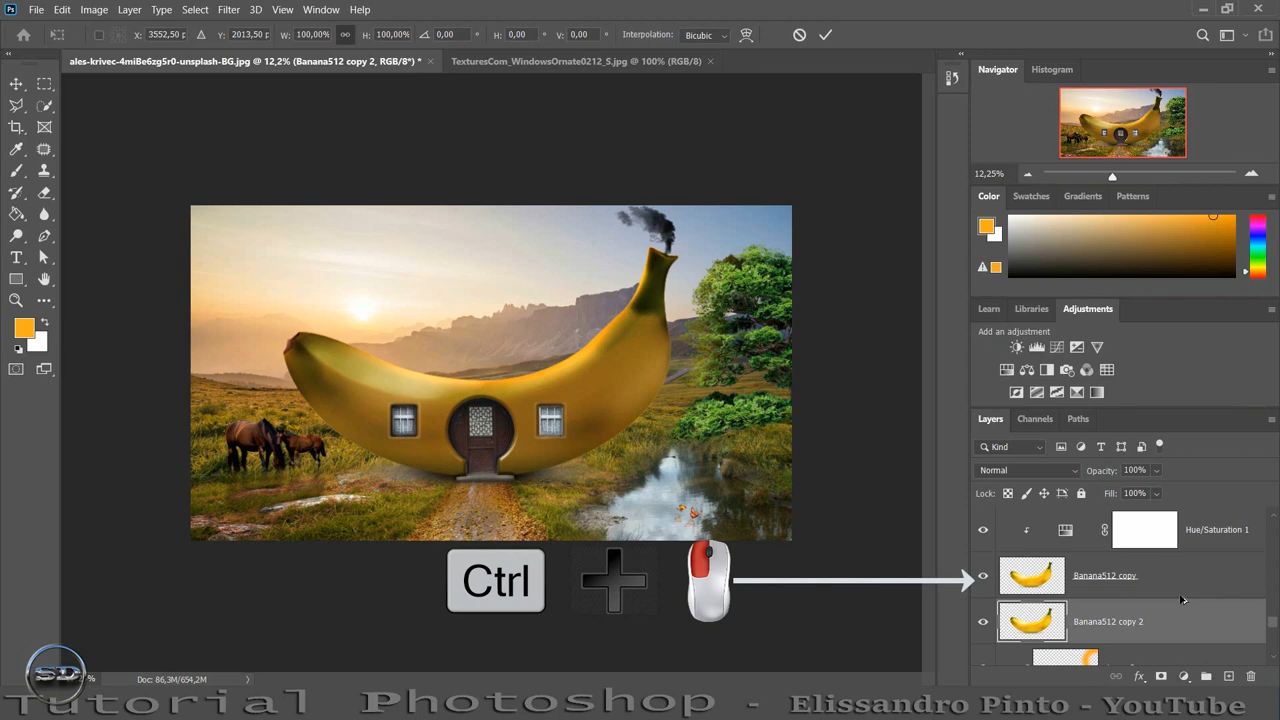 Ps File Edit Image Layer Type Select Filter 3D View Window Help
X: 3552,50 p Y: 2013,50 p W: 100,00% H: 100,00% 0,00 ° H: 0,00 ° V: 0,00 ° Interpolation: Bicubic
ales-krivec-4miBe6zg5r0-unsplash-BG.jpg @ 12,2% (Banana512 copy 2, RGB/8*) * × TexturesCom_WindowsOrnate0212_S.jpg @ 100% (RGB/8) ×
Navigator Histogram
12,25%
Color Swatches Gradients Patterns
Learn Libraries Adjustments
Add an adjustment
Layers Channels Paths
Kind
Normal Opacity: 100%
Lock: Fill: 100%
Hue/Saturation 1
Banana512 copy
Banana512 copy 2
Ctrl +
SD % Doc: 86,3M/654,2M
Tutorial Photoshop - Elissandro Pinto - YouTube